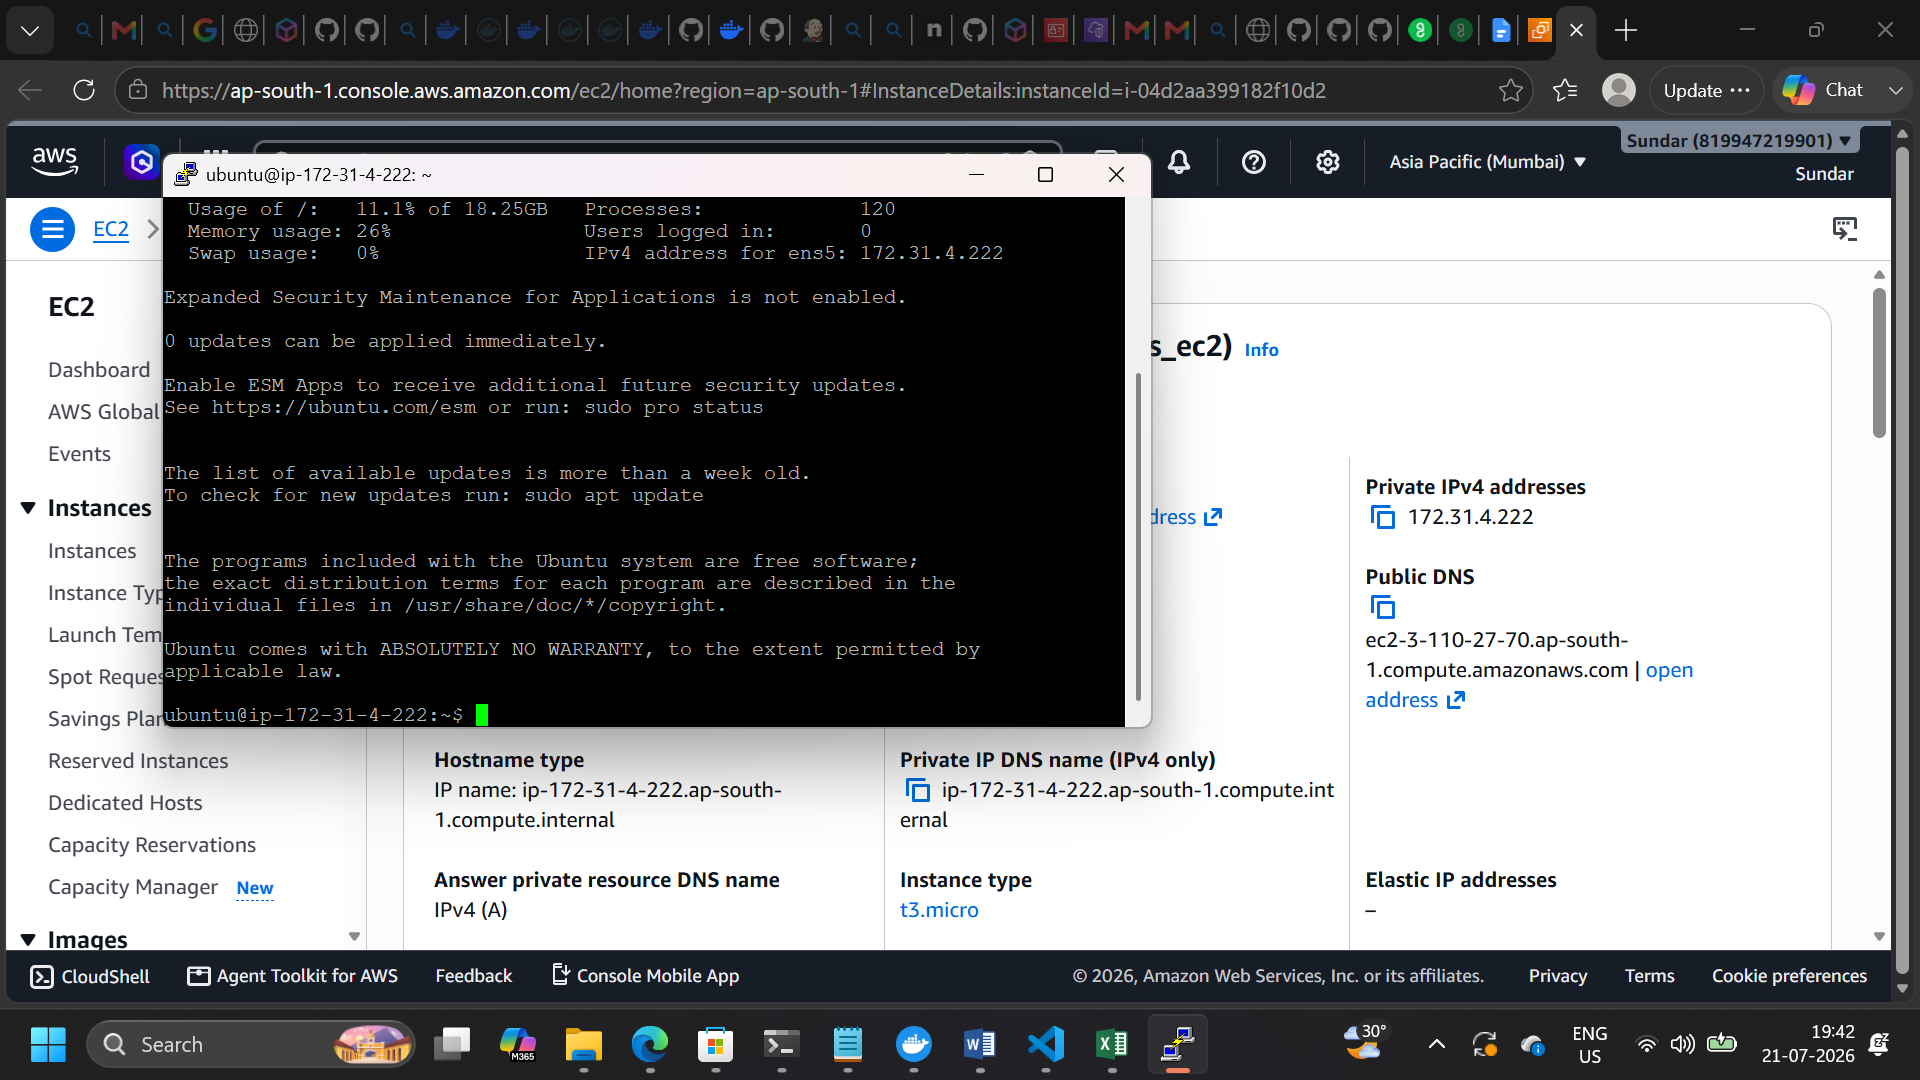 https://ap-south-1.console.aws.amazon.com/ec2/home?region=ap-south-1#InstanceDetails:instanceId=i-04d2aa399182f10d2
Update
Chat
aws
Asia Pacific (Mumbai)
Sundar (819947219901)
Sundar
EC2
s_ec2) Info
EC2
Dashboard
AWS Global
Events
Instances
Instances
Instance Typ
Launch Tem
Spot Reques
Savings Plan
Reserved Instances
Dedicated Hosts
Capacity Reservations
Capacity Manager New
Images
ubuntu@ip-172-31-4-222: ~
Usage of /: 11.1% of 18.25GB Processes: 120
Memory usage: 26% Users logged in: 0
Swap usage: 0% IPv4 address for ens5: 172.31.4.222
Expanded Security Maintenance for Applications is not enabled.
0 updates can be applied immediately.
Enable ESM Apps to receive additional future security updates.
See https://ubuntu.com/esm or run: sudo pro status
The list of available updates is more than a week old.
To check for new updates run: sudo apt update
The programs included with the Ubuntu system are free software;
the exact distribution terms for each program are described in the
individual files in /usr/share/doc/*/copyright.
Ubuntu comes with ABSOLUTELY NO WARRANTY, to the extent permitted by
applicable law.
ubuntu@ip-172-31-4-222:~$
dress
Private IPv4 addresses
172.31.4.222
Public DNS
ec2-3-110-27-70.ap-south-
1.compute.amazonaws.com | open
address
Hostname type
IP name: ip-172-31-4-222.ap-south-
1.compute.internal
Private IP DNS name (IPv4 only)
ip-172-31-4-222.ap-south-1.compute.int
ernal
Answer private resource DNS name
IPv4 (A)
Instance type
t3.micro
Elastic IP addresses
–
CloudShell
Agent Toolkit for AWS
Feedback
Console Mobile App
© 2026, Amazon Web Services, Inc. or its affiliates.
Privacy
Terms
Cookie preferences
Search
M365
30°
ENG
US
19:42
21-07-2026